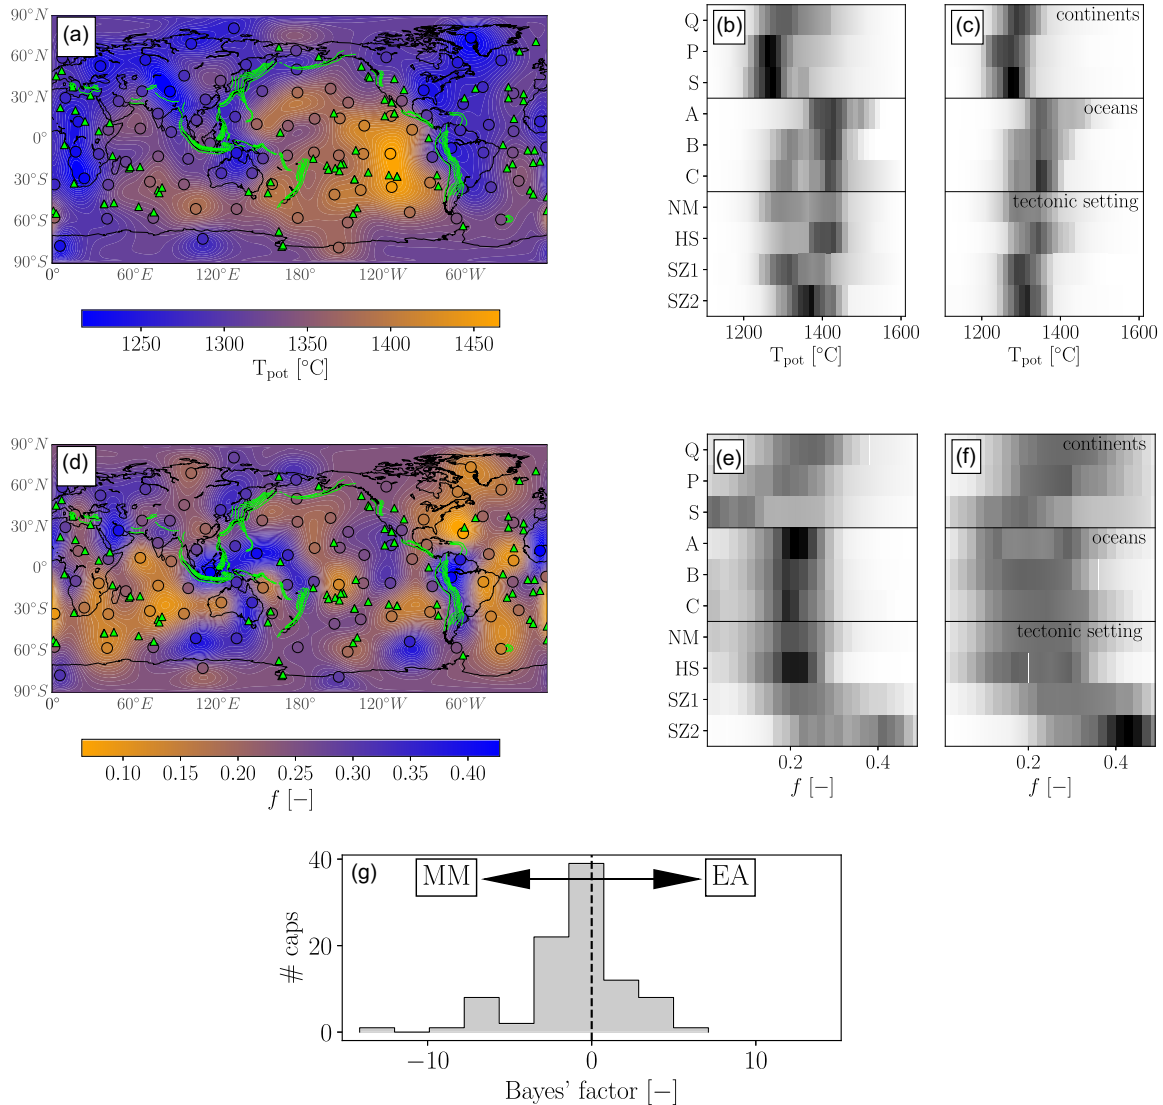 90°N
60°N
30°N
0°
30°S
60°S
90°S
(a)
0° 60°E 120°E 180° 120°W 60°W
1250 1300 1350 1400 1450
T_pot [°C]
(b)
Q
P
S
A
B
C
NM
HS
SZ1
SZ2
1200 1400 1600
T_pot [°C]
(c)
continents
oceans
tectonic setting
1200 1400 1600
T_pot [°C]
90°N
60°N
30°N
0°
30°S
60°S
90°S
(d)
0° 60°E 120°E 180° 120°W 60°W
0.10 0.15 0.20 0.25 0.30 0.35 0.40
f [−]
(e)
Q
P
S
A
B
C
NM
HS
SZ1
SZ2
0.2 0.4
f [−]
(f)
continents
oceans
tectonic setting
0.2 0.4
f [−]
(g)
MM EA
40
20
0
# caps
−10 0 10
Bayes' factor [−]